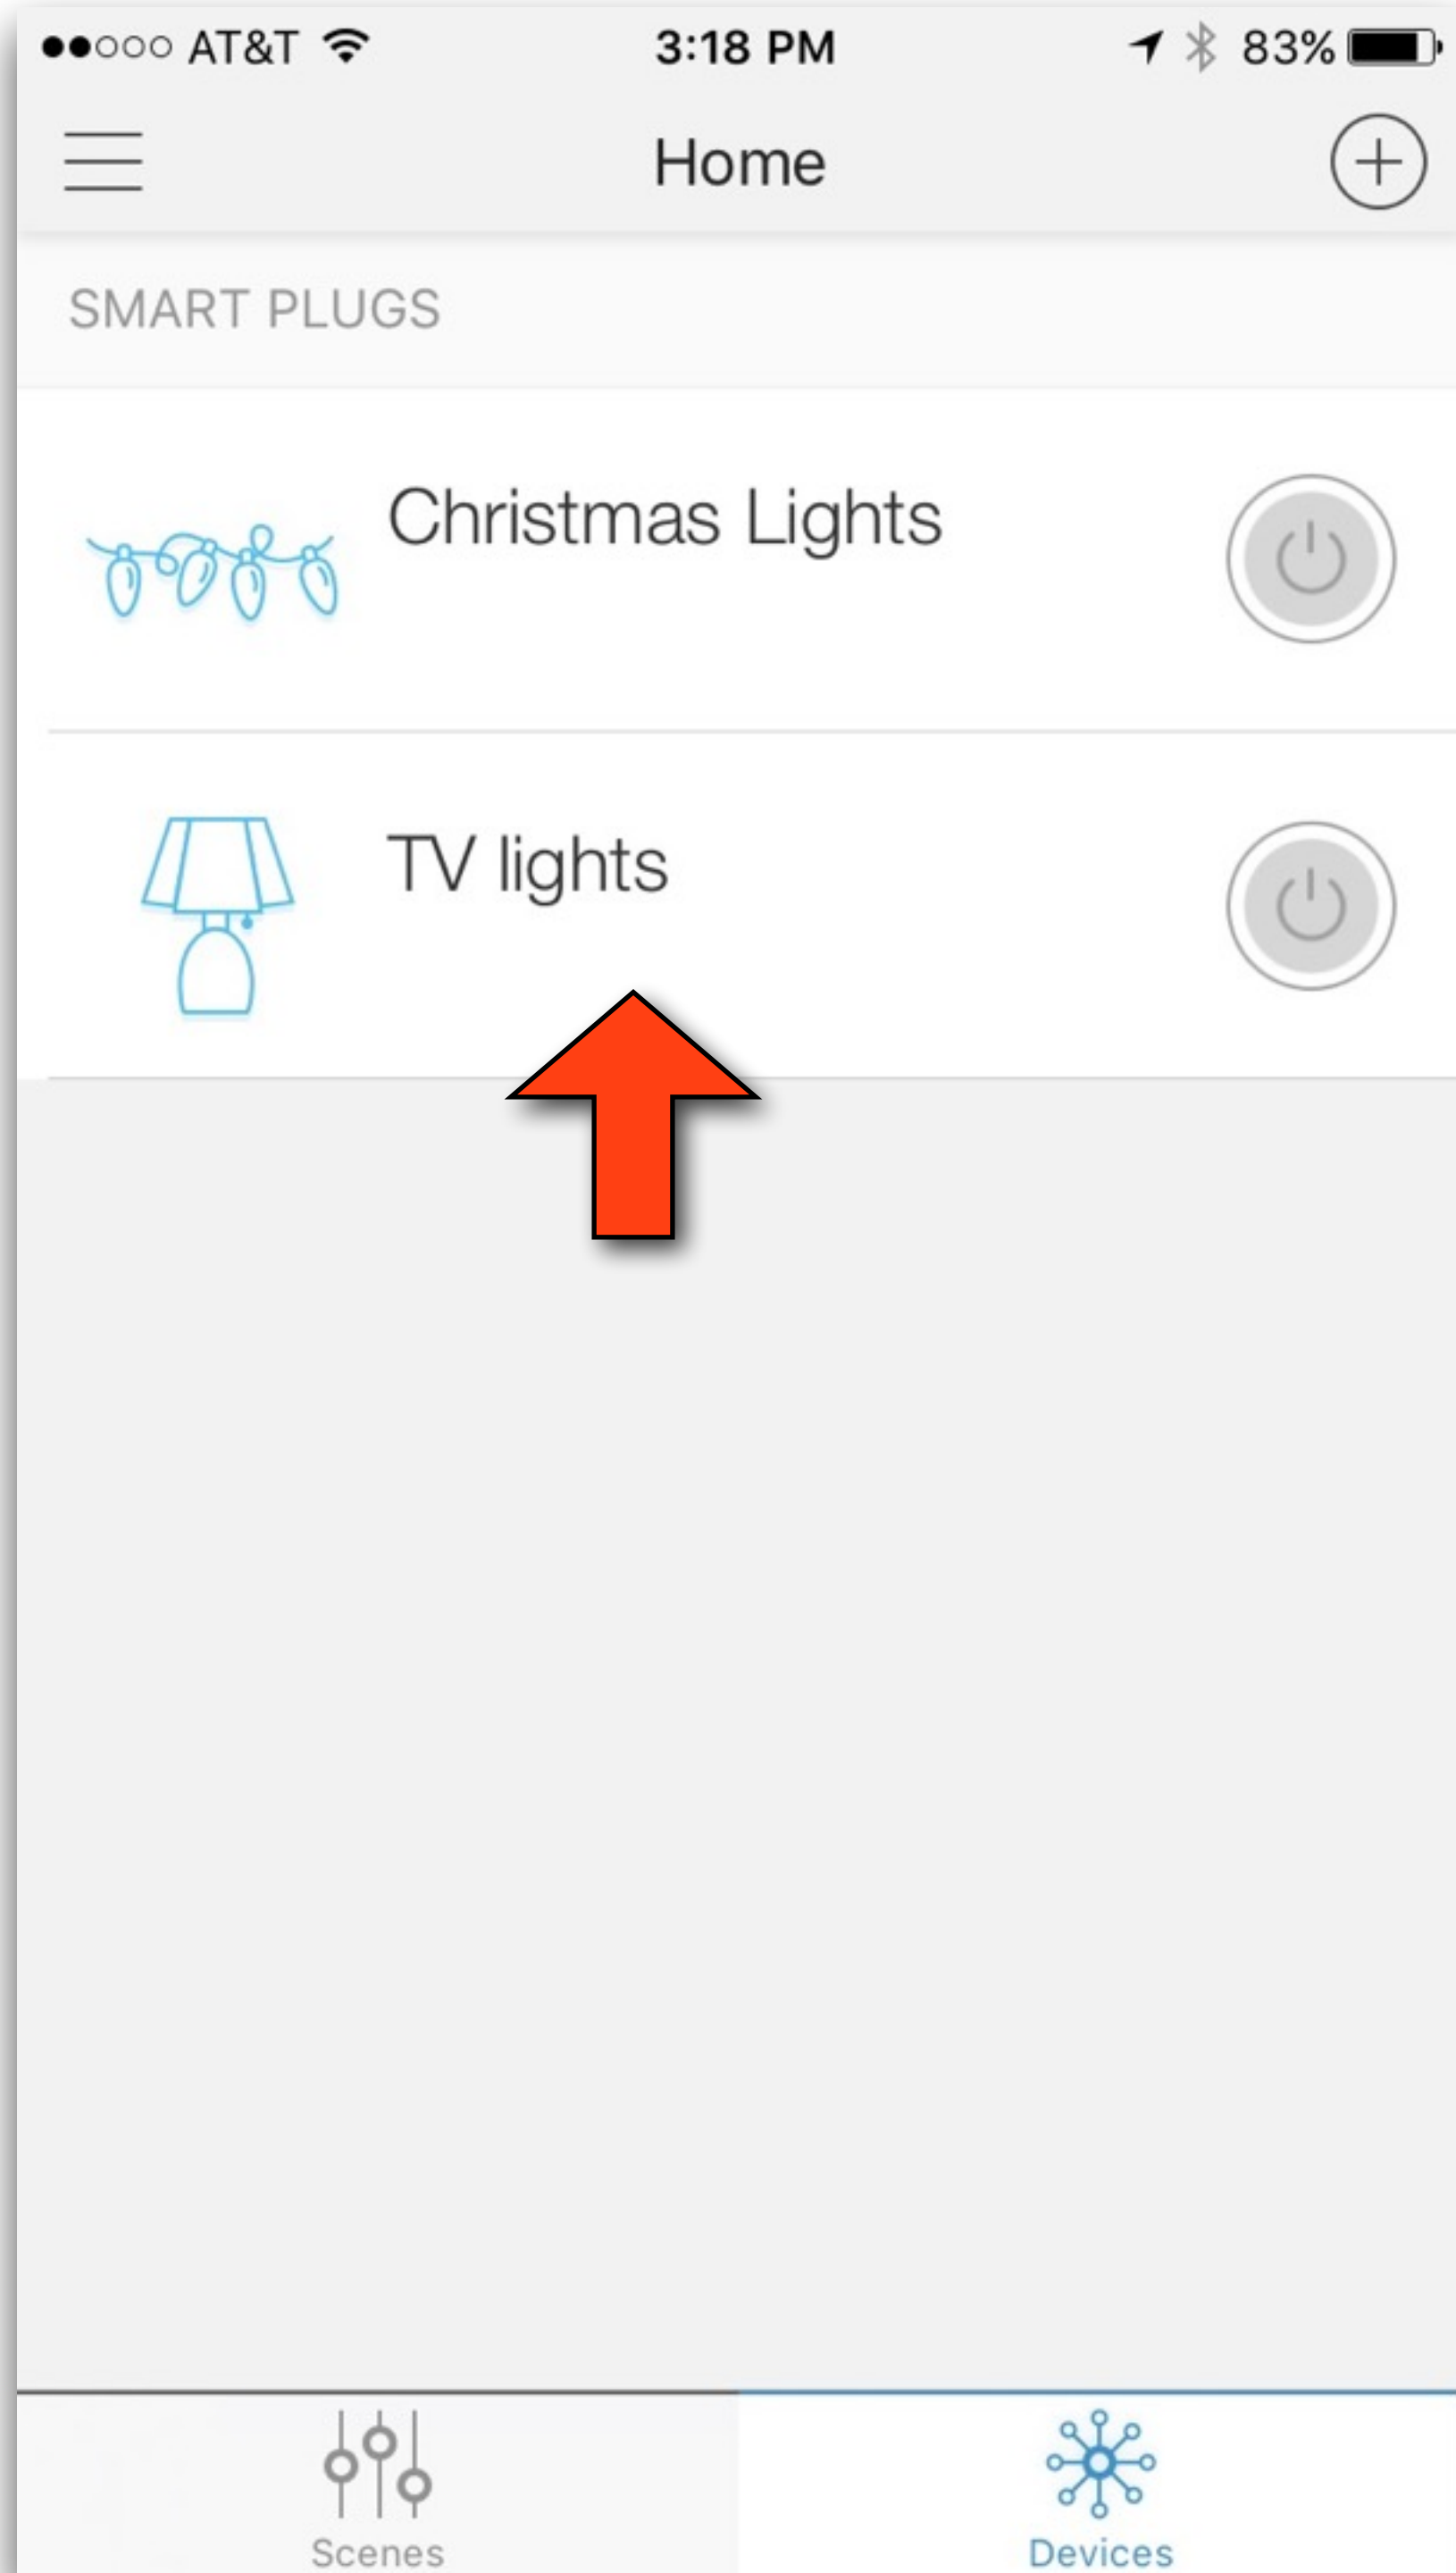 AT&T 3:18 PM 83%
Home
SMART PLUGS
Christmas Lights
TV lights
Scenes Devices